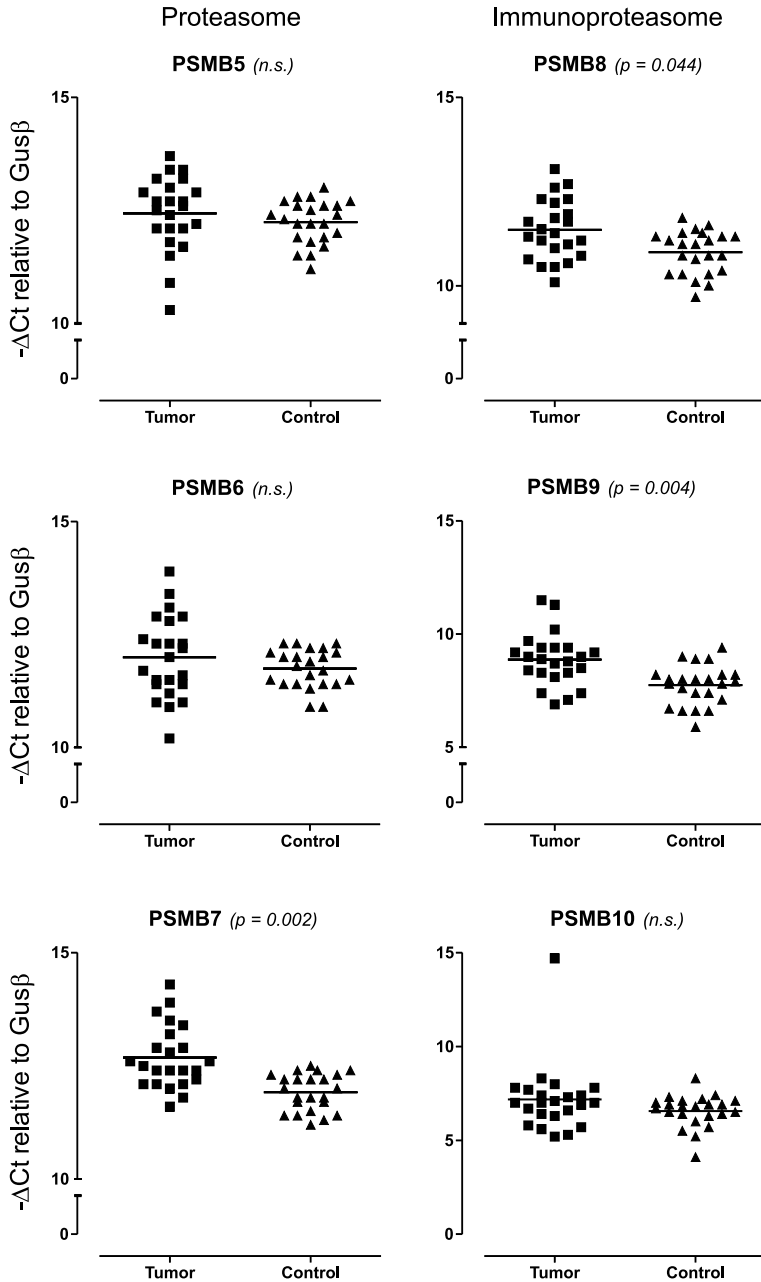 Proteasome Immunoproteasome
PSMB5 (n.s.) PSMB8 (p = 0.044)
-ΔCt relative to Gusβ
15
10
0
Tumor Control
15
10
0
Tumor Control
PSMB6 (n.s.) PSMB9 (p = 0.004)
-ΔCt relative to Gusβ
15
10
0
Tumor Control
15
10
5
0
Tumor Control
PSMB7 (p = 0.002) PSMB10 (n.s.)
-ΔCt relative to Gusβ
15
10
0
Tumor Control
15
10
5
0
Tumor Control